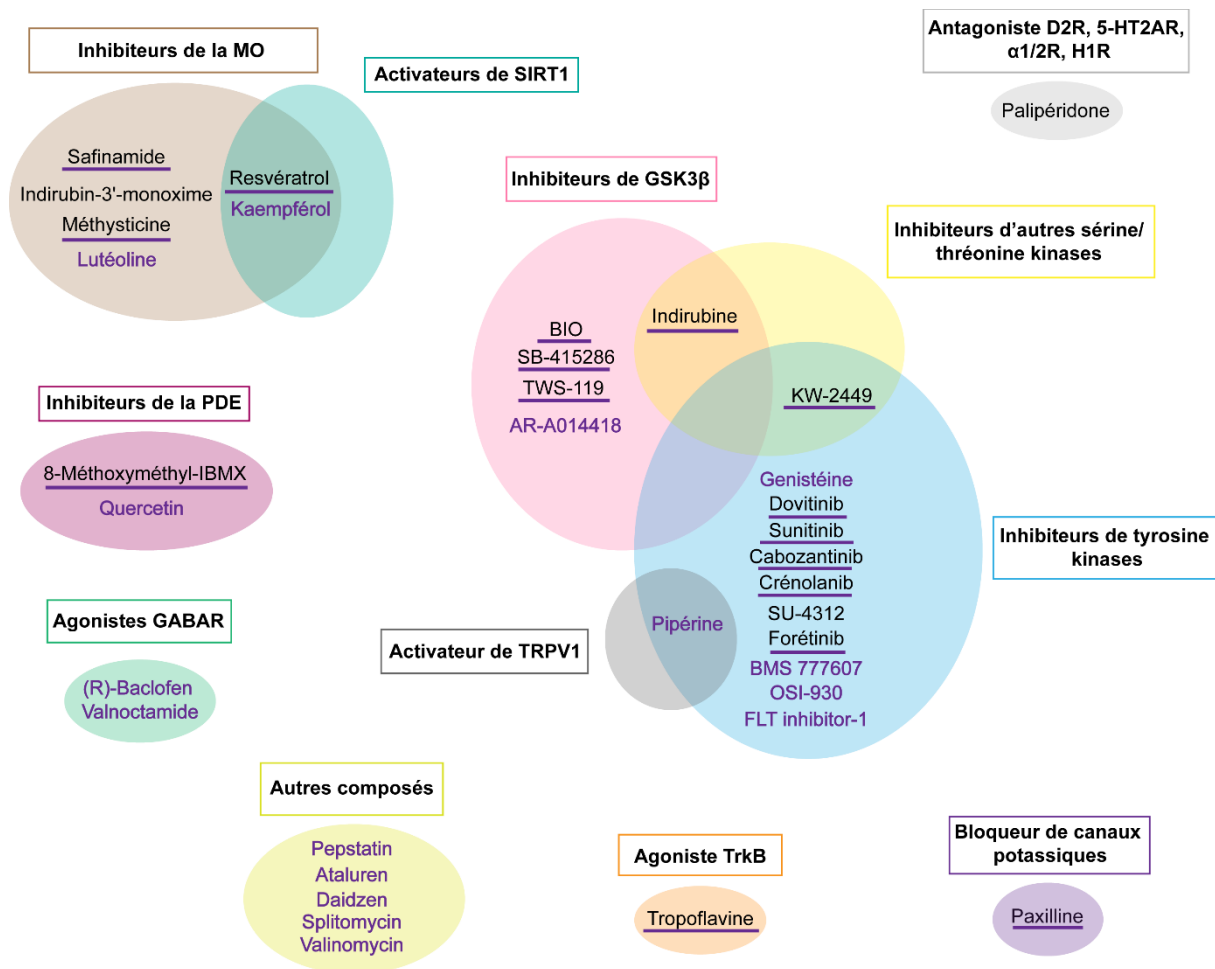 Inhibiteurs de la MO
Activateurs de SIRT1
Safinamide
Indirubin-3'-monoxime
Méthysticine
Lutéoline
Resvératrol
Kaempférol
Antagoniste D2R, 5-HT2AR,
α1/2R, H1R
Palipéridone
Inhibiteurs de GSK3β
Inhibiteurs d'autres sérine/
thréonine kinases
Indirubine
BIO
SB-415286
TWS-119
AR-A014418
KW-2449
Inhibiteurs de la PDE
8-Méthoxyméthyl-IBMX
Quercetin
Genistéine
Dovitinib
Sunitinib
Cabozantinib
Crénolanib
SU-4312
Forétinib
BMS 777607
OSI-930
FLT inhibitor-1
Inhibiteurs de tyrosine
kinases
Agonistes GABAR
(R)-Baclofen
Valnoctamide
Activateur de TRPV1
Pipérine
Autres composés
Pepstatin
Ataluren
Daidzen
Splitomycin
Valinomycin
Agoniste TrkB
Tropoflavine
Bloqueur de canaux
potassiques
Paxilline